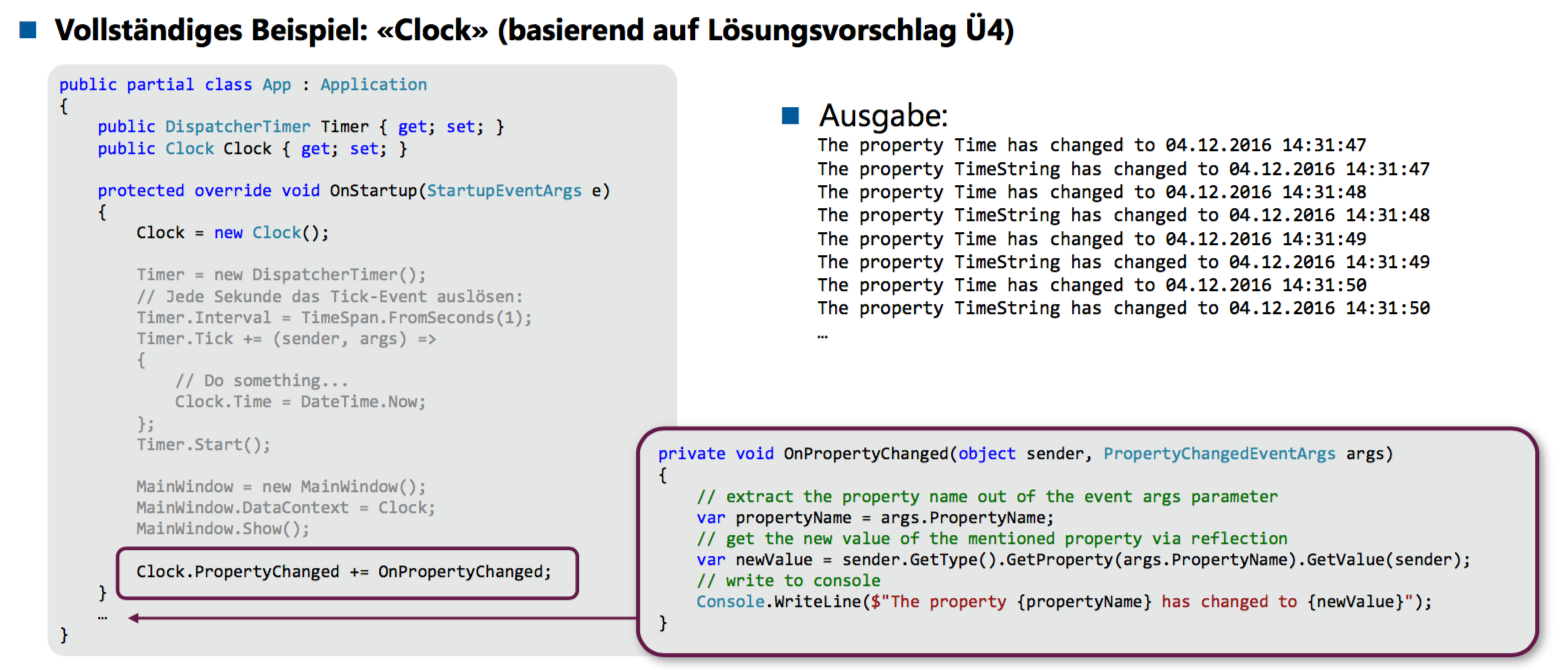 Vollständiges Beispiel: «Clock» (basierend auf Lösungsvorschlag Ü4)
public partial class App : Application
{
    public DispatcherTimer Timer { get; set; }
    public Clock Clock { get; set; }

    protected override void OnStartup(StartupEventArgs e)
    {
        Clock = new Clock();

        Timer = new DispatcherTimer();
        // Jede Sekunde das Tick-Event auslösen:
        Timer.Interval = TimeSpan.FromSeconds(1);
        Timer.Tick += (sender, args) =>
        {
            // Do something...
            Clock.Time = DateTime.Now;
        };
        Timer.Start();

        MainWindow = new MainWindow();
        MainWindow.DataContext = Clock;
        MainWindow.Show();

        Clock.PropertyChanged += OnPropertyChanged;
    }
    …
}
Ausgabe:
The property Time has changed to 04.12.2016 14:31:47
The property TimeString has changed to 04.12.2016 14:31:47
The property Time has changed to 04.12.2016 14:31:48
The property TimeString has changed to 04.12.2016 14:31:48
The property Time has changed to 04.12.2016 14:31:49
The property TimeString has changed to 04.12.2016 14:31:49
The property Time has changed to 04.12.2016 14:31:50
The property TimeString has changed to 04.12.2016 14:31:50
…
private void OnPropertyChanged(object sender, PropertyChangedEventArgs args)
{
    // extract the property name out of the event args parameter
    var propertyName = args.PropertyName;
    // get the new value of the mentioned property via reflection
    var newValue = sender.GetType().GetProperty(args.PropertyName).GetValue(sender);
    // write to console
    Console.WriteLine($"The property {propertyName} has changed to {newValue}");
}